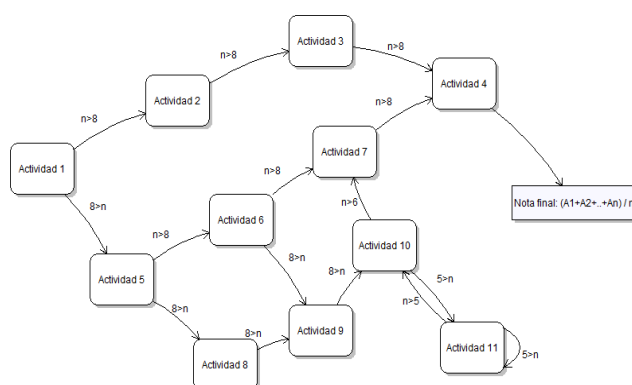 Actividad 3
n>8
n>8
Actividad 4
Actividad 2
n>8
n>8
Actividad 7
Actividad 1
n>8
8>n
n>6
Nota final: (A1+A2+..+An) / n
Actividad 6
n>8
Actividad 10
Actividad 5
8>n
8>n
5>n
8>n
n>5
Actividad 9
8>n
Actividad 11
5>n
Actividad 8